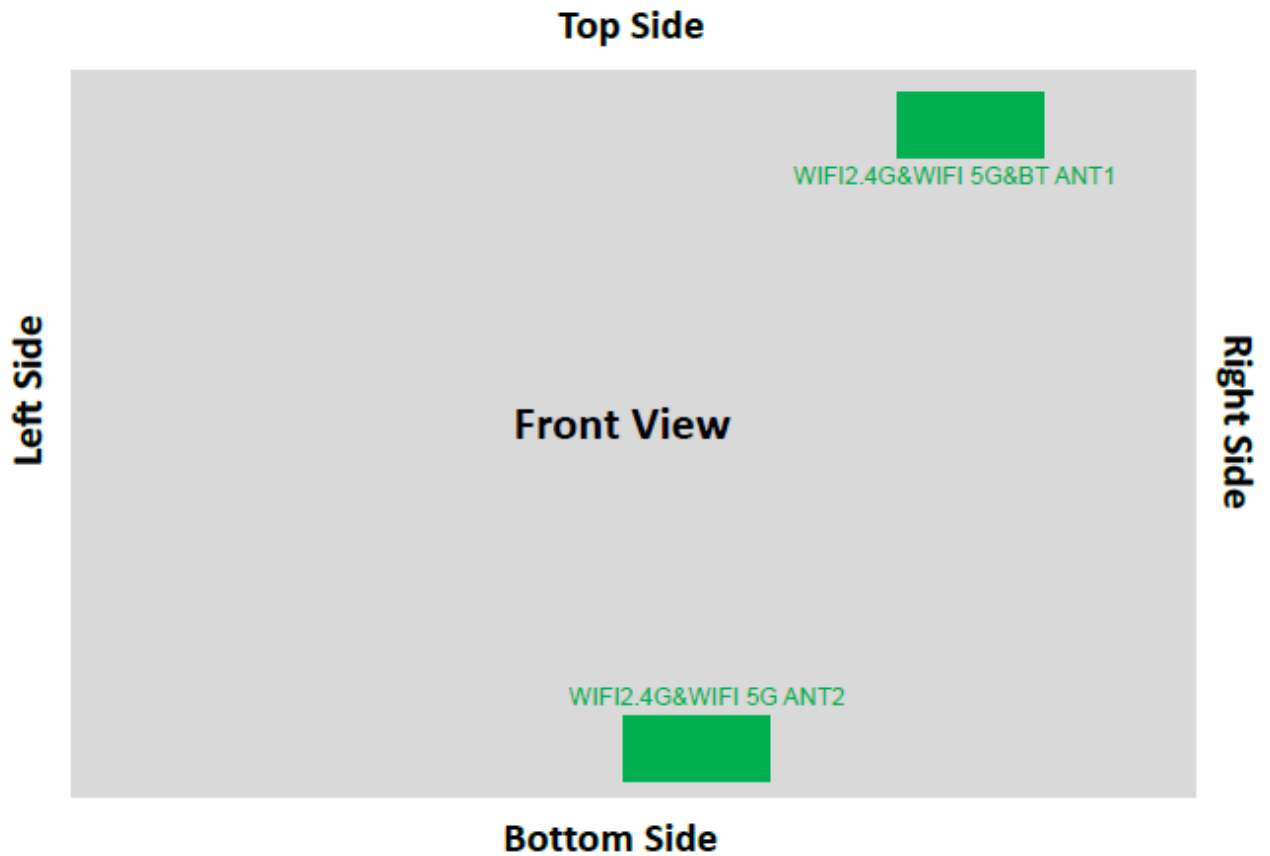 Top Side
WIFI2.4G&WIFI 5G&BT ANT1
Left Side
Right Side
Front View
WIFI2.4G&WIFI 5G ANT2
Bottom Side